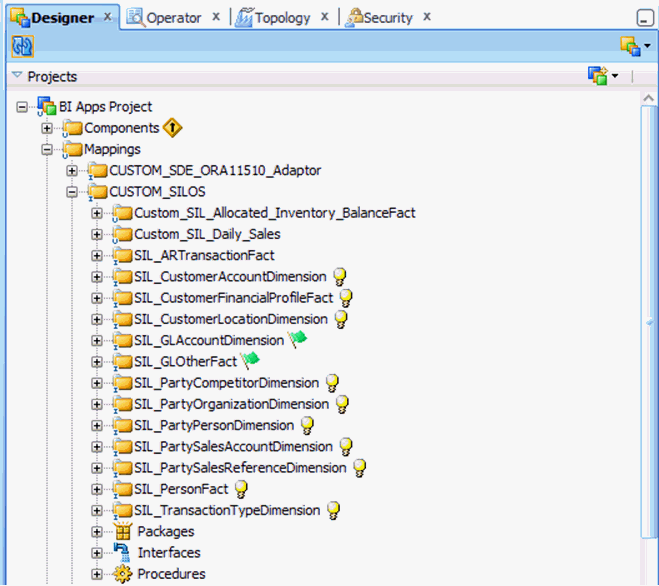 Designer Operator Topology Security
Projects
BI Apps Project
Components
Mappings
CUSTOM_SDE_ORA11510_Adaptor
CUSTOM_SILOS
Custom_SIL_Allocated_Inventory_BalanceFact
Custom_SIL_Daily_Sales
SIL_ARTransactionFact
SIL_CustomerAccountDimension
SIL_CustomerFinancialProfileFact
SIL_CustomerLocationDimension
SIL_GLAccountDimension
SIL_GLOtherFact
SIL_PartyCompetitorDimension
SIL_PartyOrganizationDimension
SIL_PartyPersonDimension
SIL_PartySalesAccountDimension
SIL_PartySalesReferenceDimension
SIL_PersonFact
SIL_TransactionTypeDimension
Packages
Interfaces
Procedures